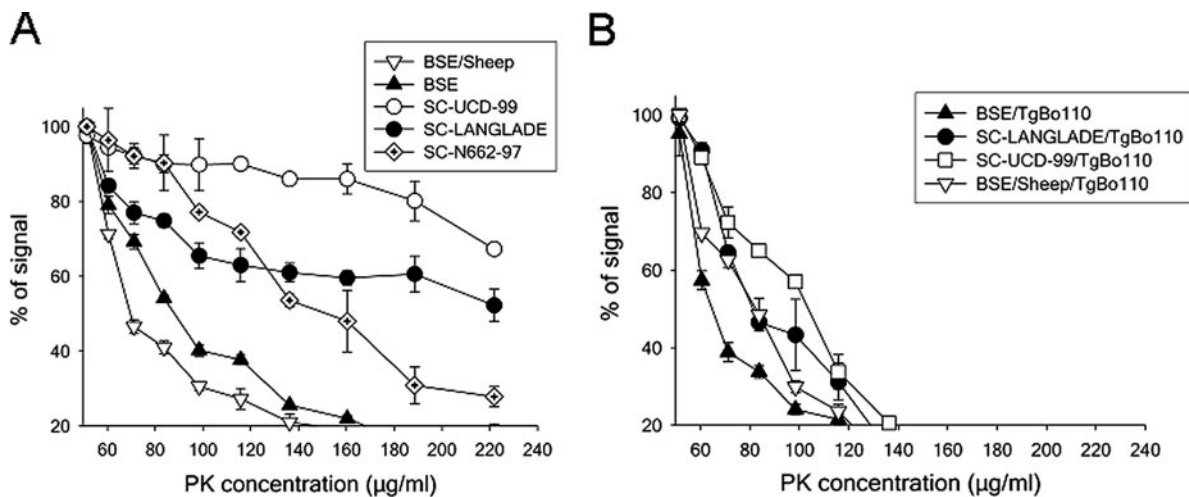 A
BSE/Sheep
BSE
SC-UCD-99
SC-LANGLADE
SC-N662-97
100
80
60
40
20
% of signal
60 80 100 120 140 160 180 200 220 240
PK concentration (µg/ml)
B
BSE/TgBo110
SC-LANGLADE/TgBo110
SC-UCD-99/TgBo110
BSE/Sheep/TgBo110
100
80
60
40
20
% of signal
60 80 100 120 140 160 180 200 220 240
PK concentration (µg/ml)